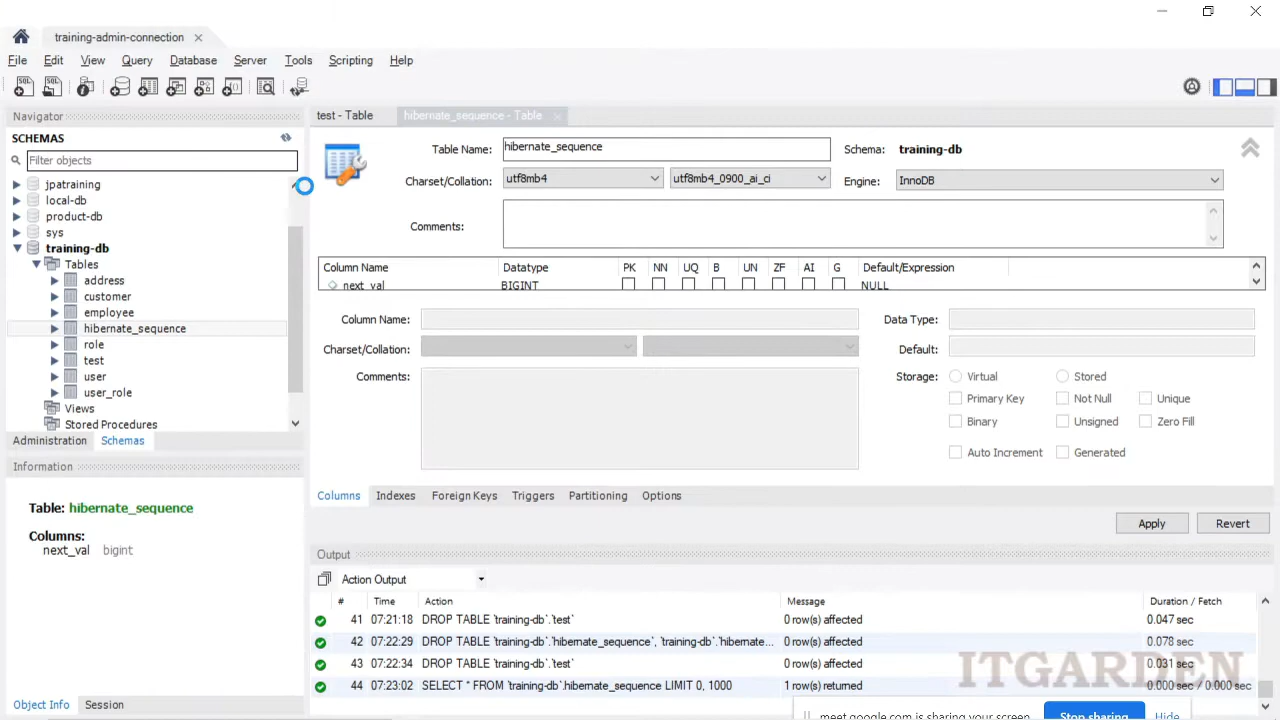 training-admin-connection
File Edit View Query Database Server Tools Scripting Help
Navigator
SCHEMAS
Filter objects
jpatraining
local-db
product-db
sys
training-db
Tables
address
customer
employee
hibernate_sequence
role
test
user
user_role
Views
Stored Procedures
Administration Schemas
Information
Table: hibernate_sequence
Columns:
next_val bigint
Object Info Session
test - Table hibernate_sequence - Table
Table Name: hibernate_sequence Schema: training-db
Charset/Collation: utf8mb4 utf8mb4_0900_ai_ci Engine: InnoDB
Comments:
Column Name Datatype PK NN UQ B UN ZF AI G Default/Expression
next_val BIGINT NULL
Column Name: Data Type:
Charset/Collation: Default:
Comments: Storage: Virtual Stored
Primary Key Not Null Unique
Binary Unsigned Zero Fill
Auto Increment Generated
Columns Indexes Foreign Keys Triggers Partitioning Options
Apply Revert
Output
Action Output
# Time Action Message Duration / Fetch
41 07:21:18 DROP TABLE `training-db`.`test` 0 row(s) affected 0.047 sec
42 07:22:29 DROP TABLE `training-db`.`hibernate_sequence`, `training-db`.`hibernate... 0 row(s) affected 0.078 sec
43 07:22:34 DROP TABLE `training-db`.`test` 0 row(s) affected 0.031 sec
44 07:23:02 SELECT * FROM `training-db`.hibernate_sequence LIMIT 0, 1000 1 row(s) returned 0.000 sec / 0.000 sec
ITGARDEN
meet.google.com is sharing your screen. Stop sharing Hide